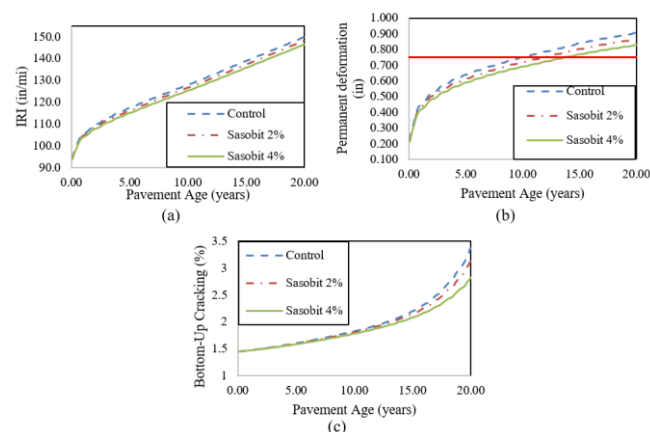 150.0
140.0
130.0
120.0
110.0
100.0
90.0
IRI (in/mi)
Control
Sasobit 2%
Sasobit 4%
0.00 5.00 10.00 15.00 20.00
Pavement Age (years)
(a)
1.000
0.900
0.800
0.700
0.600
0.500
0.400
0.300
0.200
0.100
Permanent deformation
(in)
Control
Sasobit 2%
Sasobit 4%
0.00 5.00 10.00 15.00 20.00
Pavement Age (years)
(b)
3.5
3
2.5
2
1.5
1
Bottom-Up Cracking (%)
Control
Sasobit 2%
Sasobit 4%
0.00 5.00 10.00 15.00 20.00
Pavement Age (years)
(c)